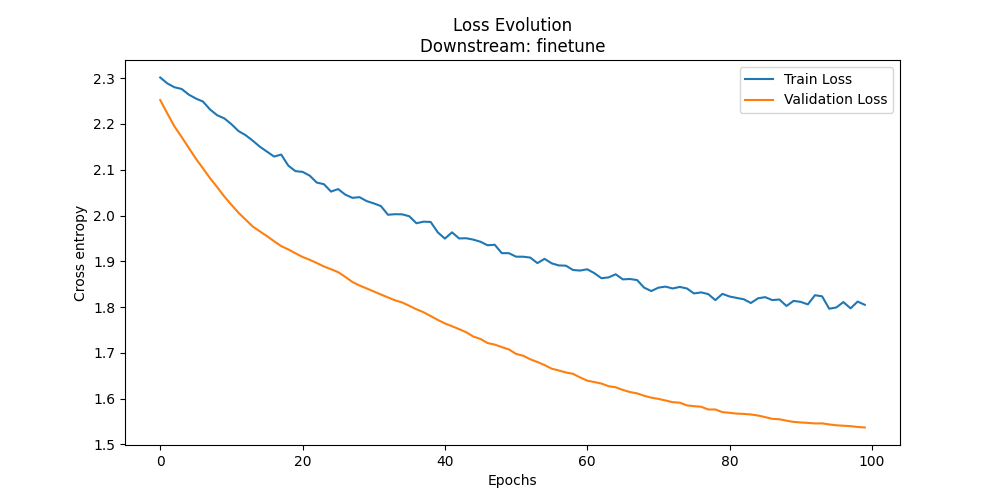 Loss Evolution
Downstream: finetune
Train Loss
Validation Loss
2.3
2.2
2.1
2.0
1.9
1.8
1.7
1.6
1.5
Cross entropy
0
20
40
60
80
100
Epochs